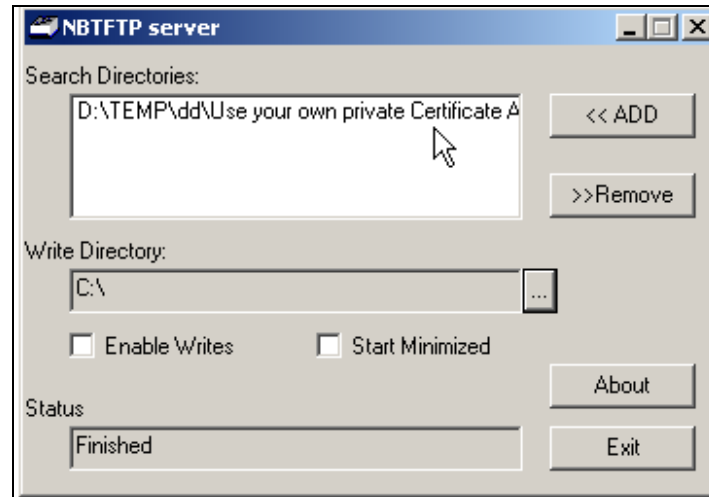 NBTFTP server
Search Directories:
D:\TEMP\dd\Use your own private Certificate A
<< ADD
>>Remove
Write Directory:
C:\
...
Enable Writes
Start Minimized
About
Status
Finished
Exit